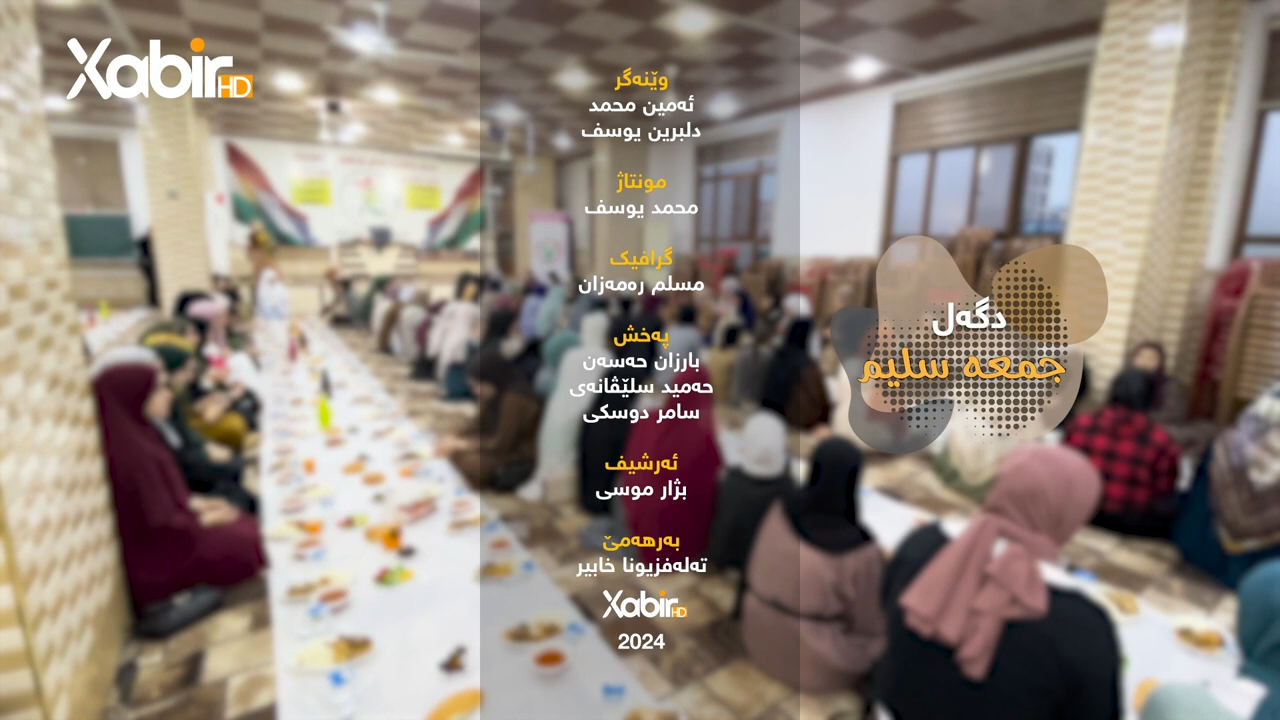 Xabir HD
وێنەگر
ئەمین محمد
دلبرین یوسف
مونتاژ
محمد یوسف
گرافیک
مسلم رەمەزان
پەخش
بارزان حەسەن
حەمید سلێڤانەی
سامر دوسکی
ئەرشیف
بژار موسی
بەرهەمێ
تەلەفزیونا خابیر
Xabir HD
2024
دگەل
جمعه سلیم